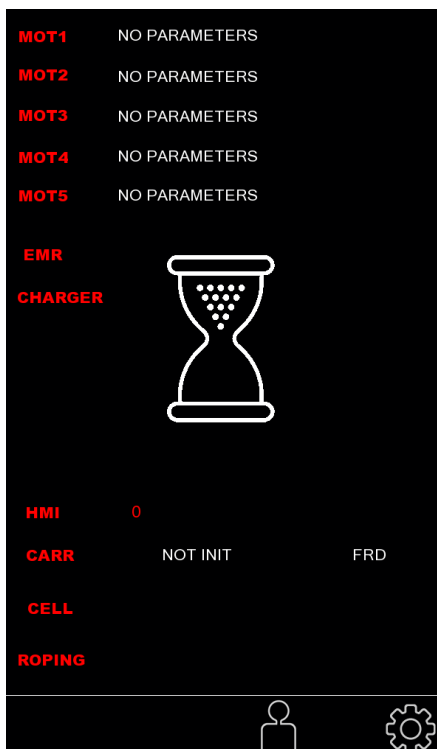 MOT1 NO PARAMETERS
MOT2 NO PARAMETERS
MOT3 NO PARAMETERS
MOT4 NO PARAMETERS
MOT5 NO PARAMETERS
EMR
CHARGER
HMI 0
CARR NOT INIT FRD
CELL
ROPING